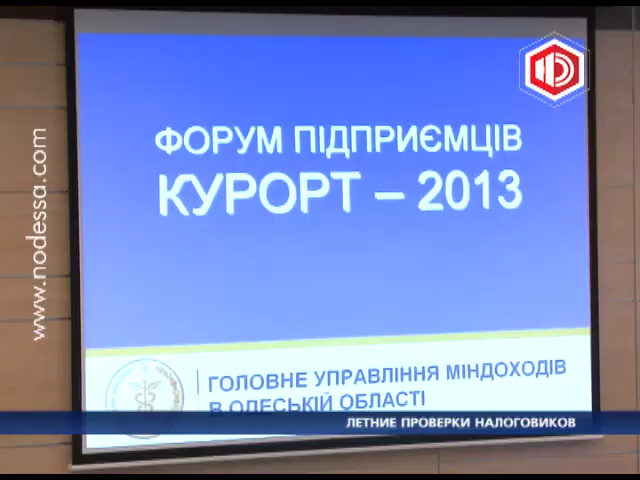 www.nodessa.com
ФОРУМ ПІДПРИЄМЦІВ
КУРОРТ – 2013
ГОЛОВНЕ УПРАВЛІННЯ МІНДОХОДІВ
В ОДЕСЬКІЙ ОБЛАСТІ
ЛЕТНИЕ ПРОВЕРКИ НАЛОГОВИКОВ